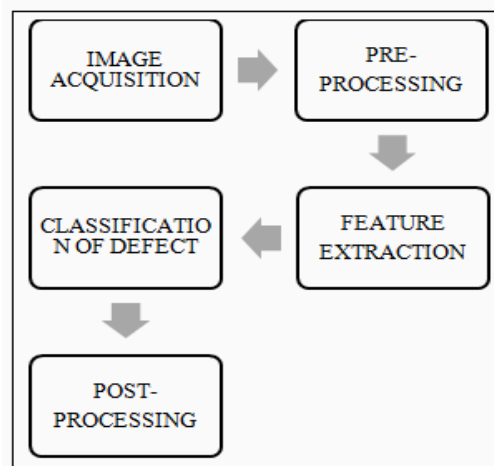 IMAGE
ACQUISITION
PRE-
PROCESSING
FEATURE
EXTRACTION
CLASSIFICATIO
N OF DEFECT
POST-
PROCESSING